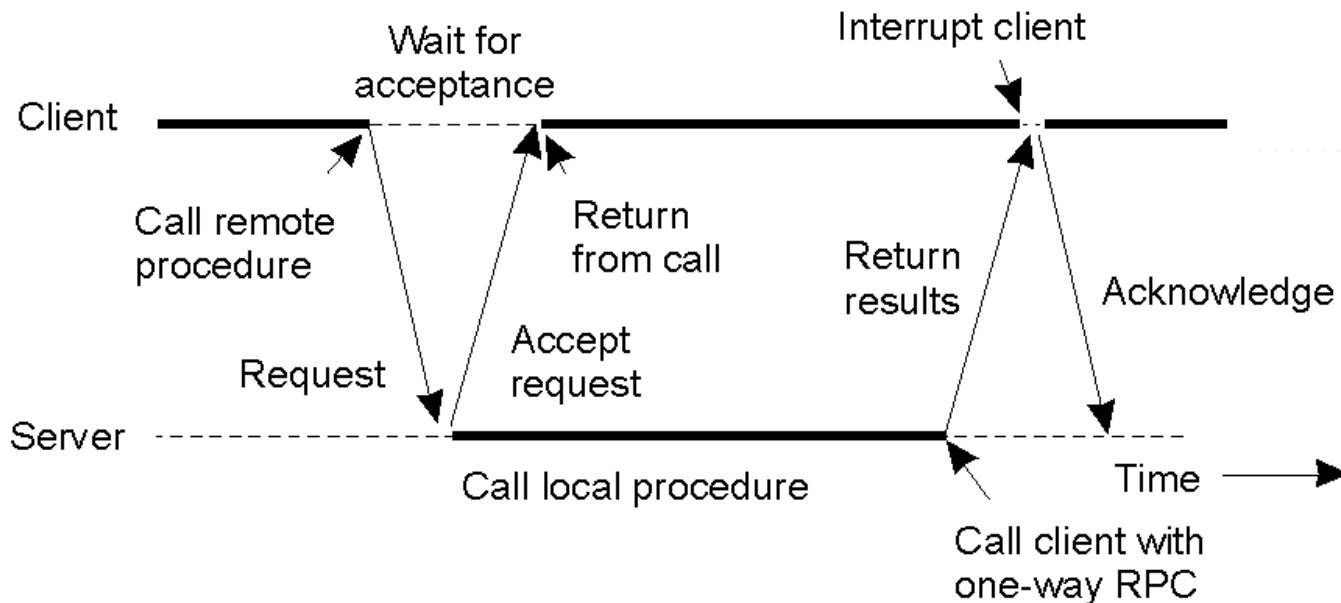 Interrupt client
Wait for
acceptance
Client
Call remote
procedure
Return
from call
Return
results
Acknowledge
Request
Accept
request
Server
Call local procedure
Time
Call client with
one-way RPC